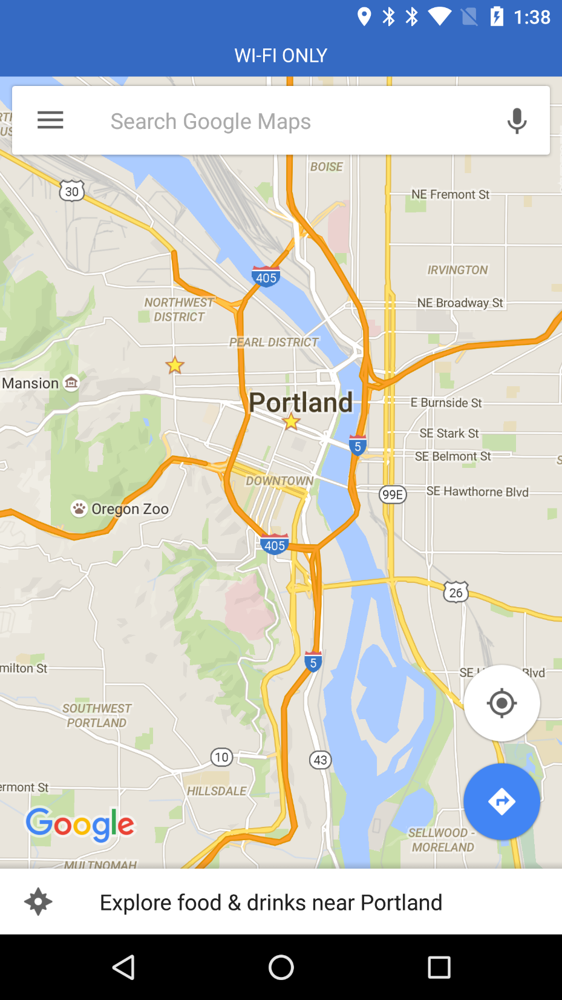 1:38
WI-FI ONLY
Search Google Maps
BOISE
30
NE Fremont St
405
IRVINGTON
NORTHWEST
DISTRICT
NE Broadway St
PEARL DISTRICT
Mansion
Portland
E Burnside St
SE Stark St
5
SE Belmont St
DOWNTOWN
99E
SE Hawthorne Blvd
Oregon Zoo
405
26
5
milton St
SE
Blvd
SOUTHWEST
PORTLAND
10
43
ermont St
HILLSDALE
Google
SELLWOOD -
MORELAND
MULTNOMAH
Explore food & drinks near Portland